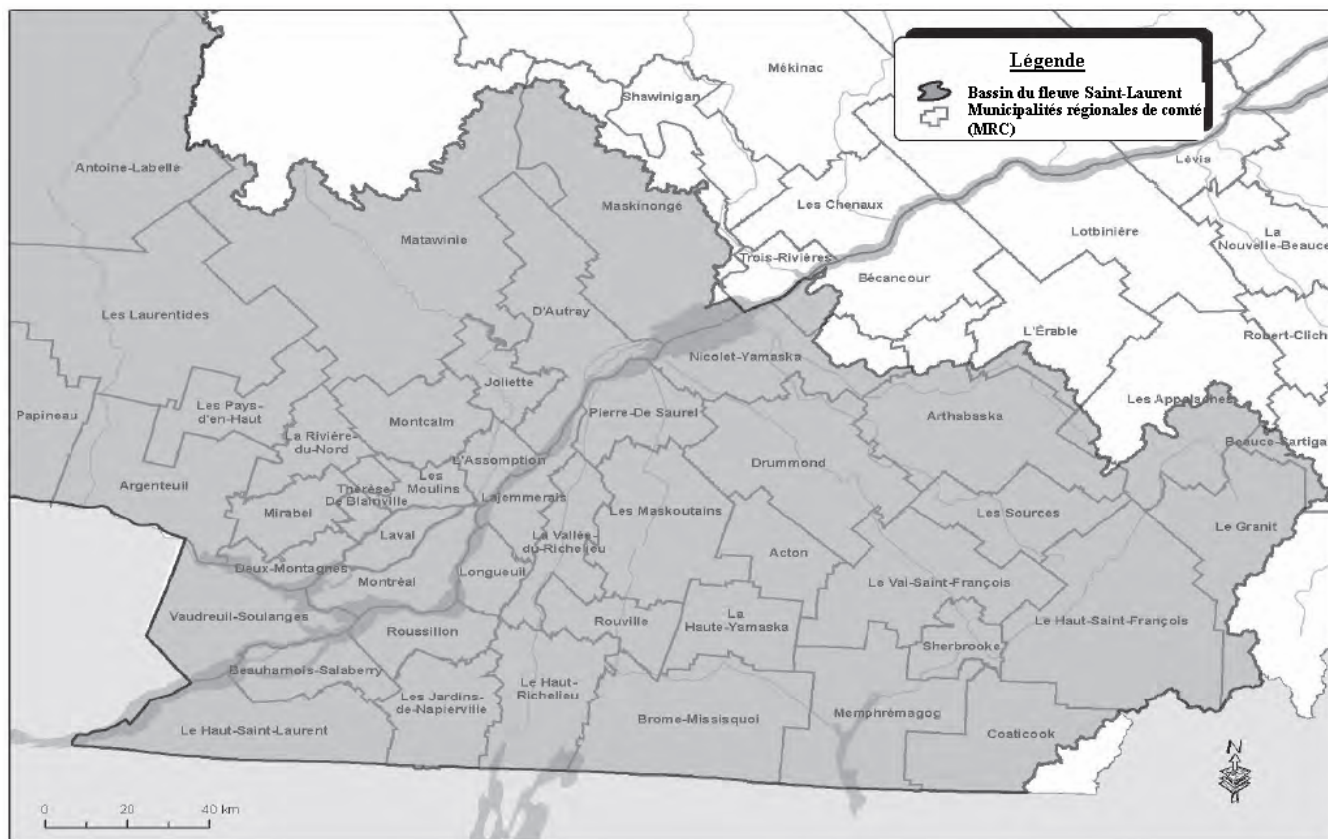 Légende
Bassin du fleuve Saint-Laurent
Municipalités régionales de comté
(MRC)
Mékinac
Shawinigan
Antoine-Labelle
Lévis
Maskinongé
Les Chenaux
Matawinie
Lotbinière
La
Nouvelle-Beauce
Trois-Rivières
Bécancour
Les Laurentides
D'Autray
L'Érable
Robert-Clich
Nicolet-Yamaska
Joliette
Les Appalaches
Papineau
Les Pays-
d'en-Haut
Montcalm
Pierre-De Saurel
Arthabaska
La Rivière-
du-Nord
Beauce-Sartigan
L'Assomption
Drummond
Argenteuil
Thérèse-
De Blainville
Les
Moulins
Lajemmerais
Mirabel
Les Maskoutains
Les Sources
Le Granit
Laval
La Vallée-
du-Richelieu
Acton
Deux-Montagnes
Montréal
Longueuil
Le Val-Saint-François
Vaudreuil-Soulanges
Rouville
La
Haute-Yamaska
Le Haut-Saint-François
Roussillon
Sherbrooke
Beauharnois-Salaberry
Le Haut-
Richelieu
Les Jardins-
de-Napierville
Le Haut-Saint-Laurent
Brome-Missisquoi
Memphrémagog
Coaticook
N
0 20 40 km